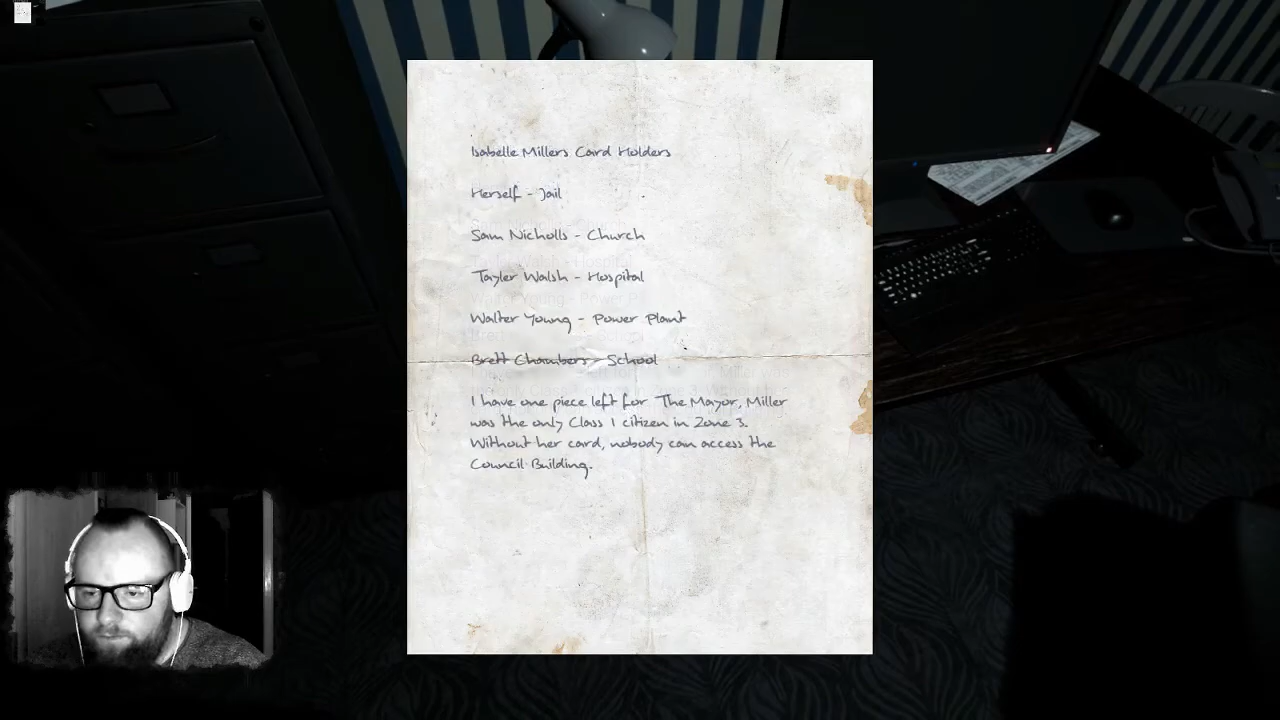 Isabelle Millers Card Holders
Herself - Jail
Sam Nicholls - Church
Tayler Walsh - Hospital
Walter Young - Power Plant
Brett Chambers - School
I have one piece left for The Mayor, Miller
was the only Class 1 citizen in Zone 3.
Without her card, nobody can access the
Council Building.